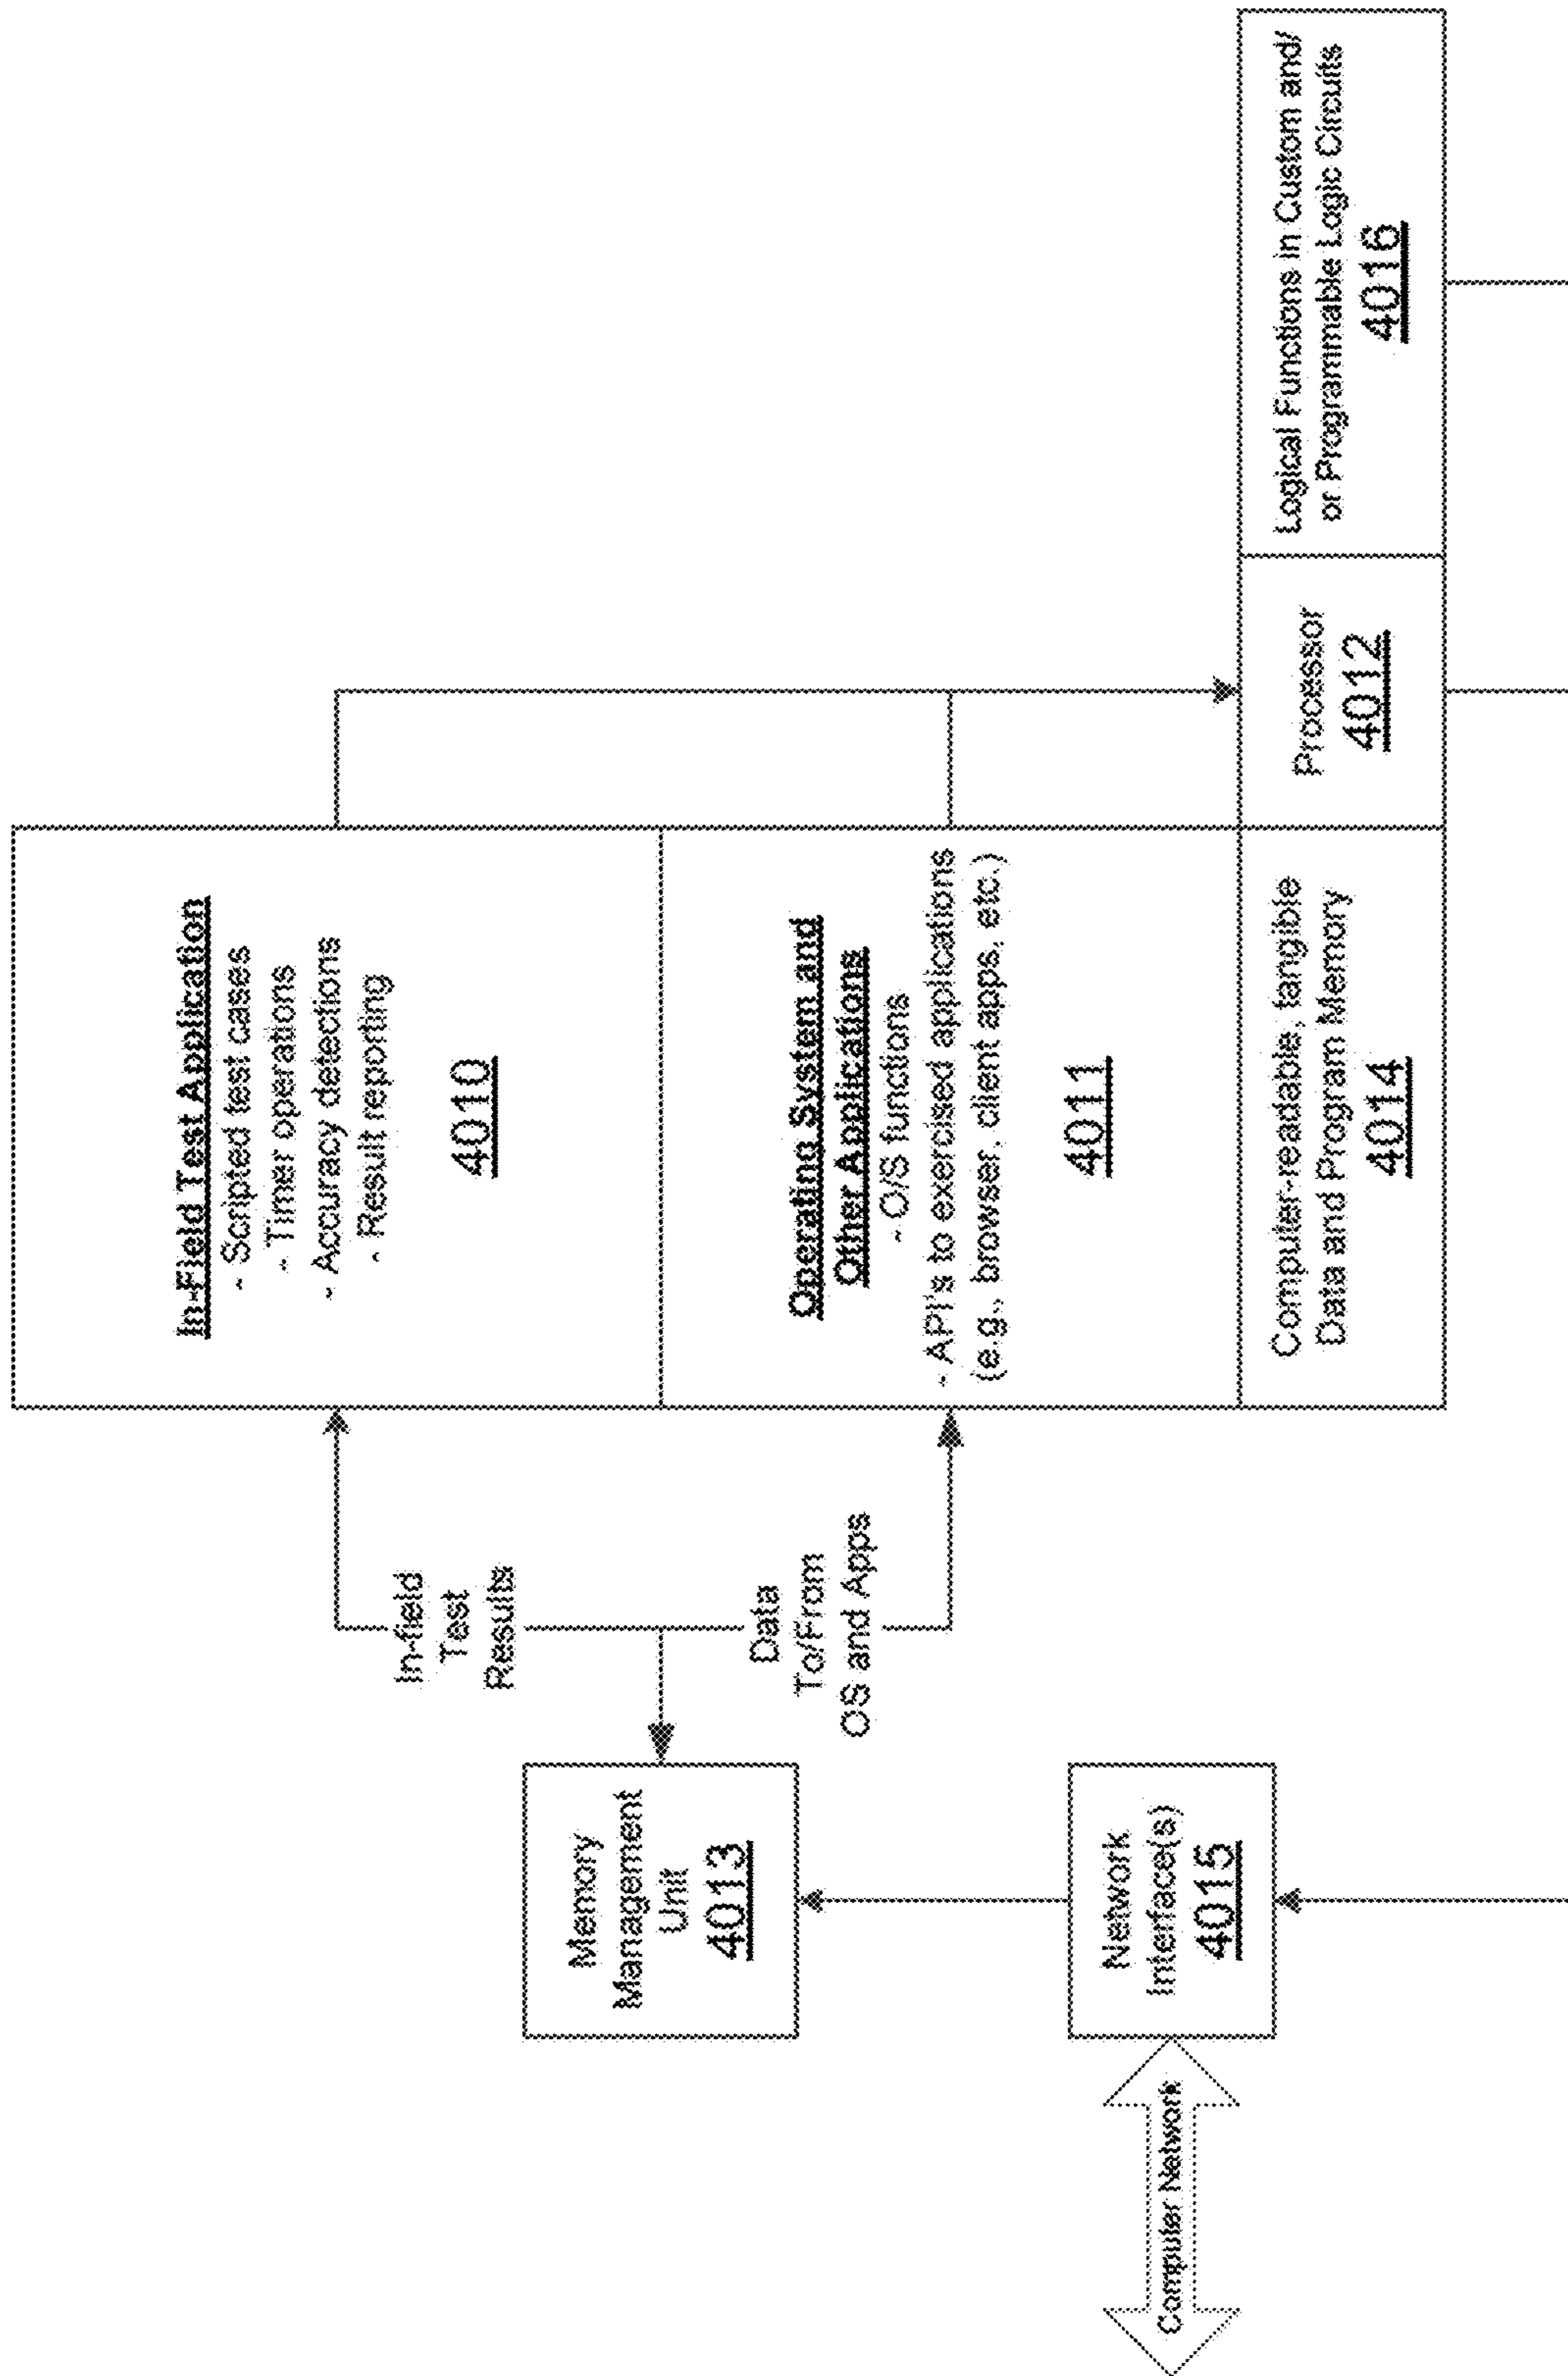 In-Field Test Application
- Scripted test cases
- Timer operations
- Accuracy detections
- Result reporting
4010
In-field
Test
Results
Memory
Management
Unit
4013
Data
To/From
OS and Apps
Operating System and
Other Applications
- O/S functions
- API's to exercised applications
(e.g., browser, client apps, etc.)
4011
Network
Interface(s)
4015
Computer Network
Computer-readable, tangible
Data and Program Memory
4014
Processor
4012
Logical Functions in Custom and/
or Programmable Logic Circuits
4016